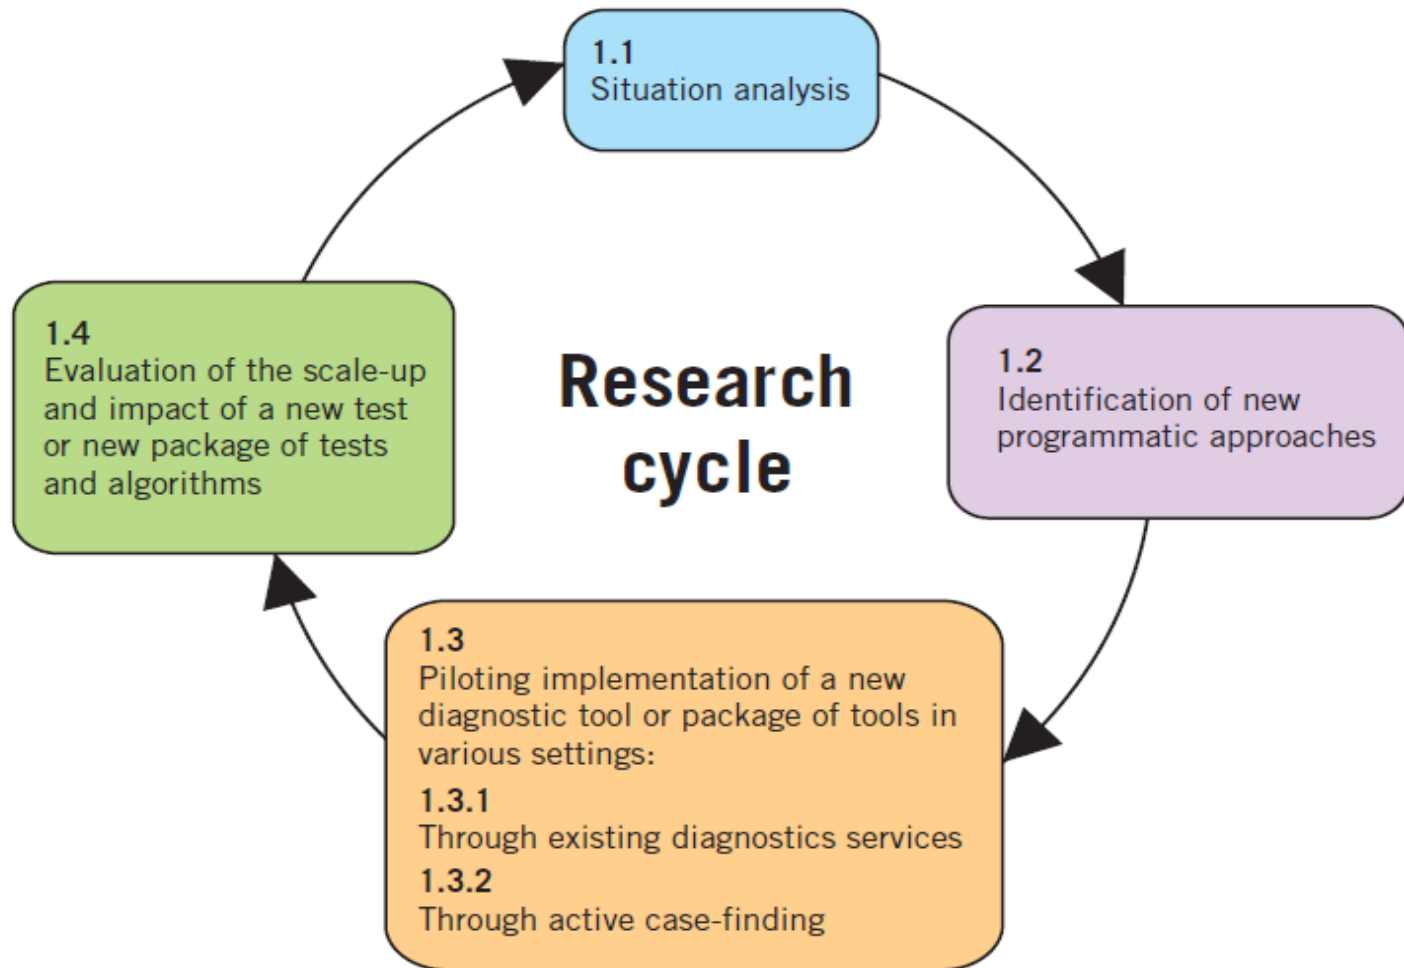 1.1
Situation analysis
1.4
Evaluation of the scale-up
and impact of a new test
or new package of tests
and algorithms
Research
cycle
1.2
Identification of new
programmatic approaches
1.3
Piloting implementation of a new
diagnostic tool or package of tools in
various settings:
1.3.1
Through existing diagnostics services
1.3.2
Through active case-finding